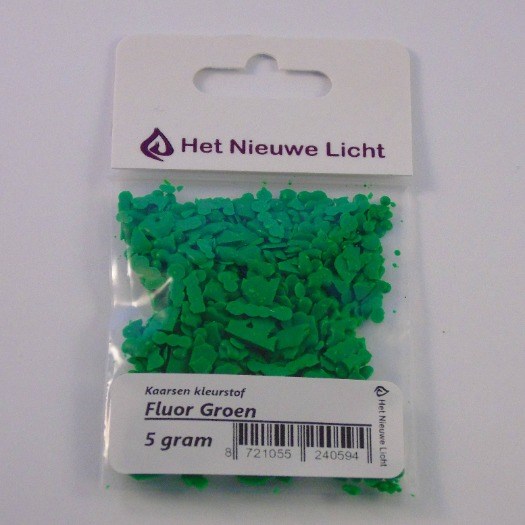 Het Nieuwe Licht
Kaarsen kleurstof
Fluor Groen
5 gram
8 721055 240594
Het Nieuwe Licht